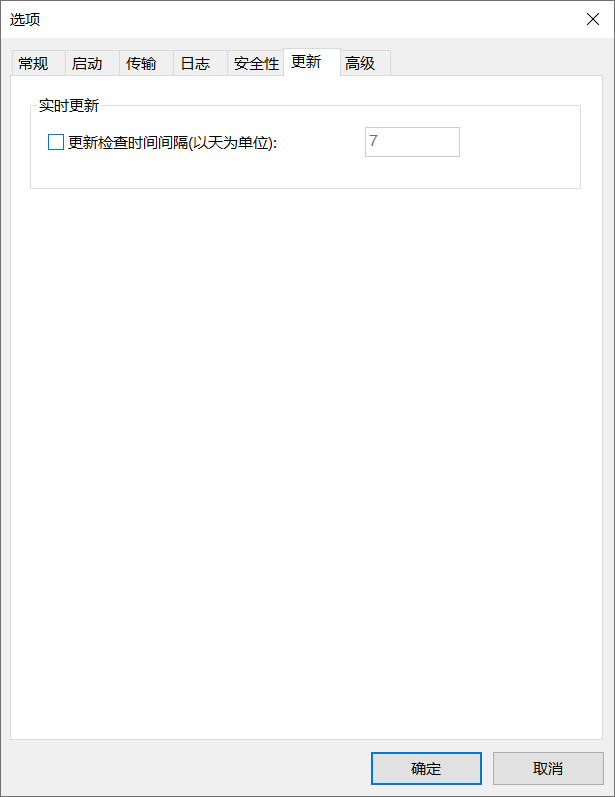 选项
常规 启动 传输 日志 安全性 更新 高级
实时更新
更新检查时间间隔(以天为单位): 7
确定 取消